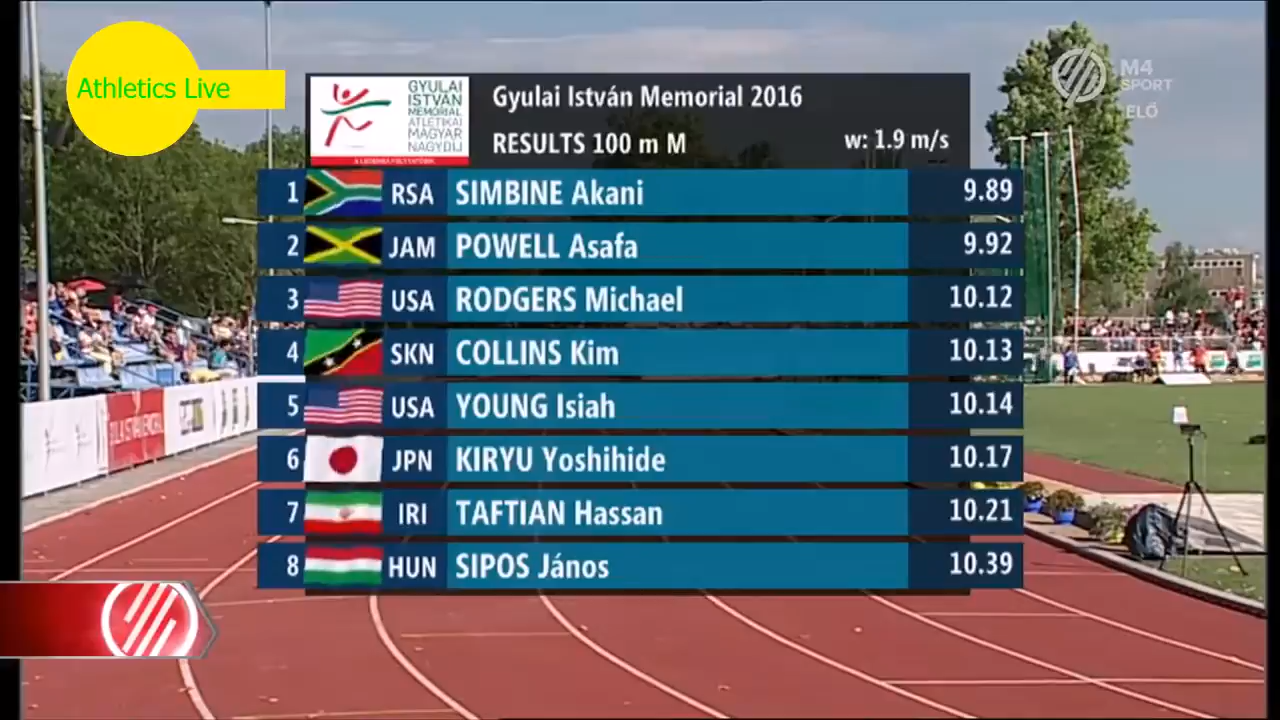 Athletics Live
GYULAI
ISTVÁN
MEMORIAL
ATLÉTIKAI
MAGYAR
NAGYDÍJ
Gyulai István Memorial 2016
RESULTS 100 m M
w: 1.9 m/s
M4
SPORT
ÉLŐ
1 RSA SIMBINE Akani 9.89
2 JAM POWELL Asafa 9.92
3 USA RODGERS Michael 10.12
4 SKN COLLINS Kim 10.13
5 USA YOUNG Isiah 10.14
6 JPN KIRYU Yoshihide 10.17
7 IRI TAFTIAN Hassan 10.21
8 HUN SIPOS János 10.39